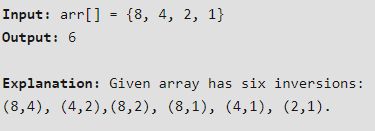 Input: arr[] = {8, 4, 2, 1}
Output: 6
Explanation: Given array has six inversions:
(8,4), (4,2),(8,2), (8,1), (4,1), (2,1).